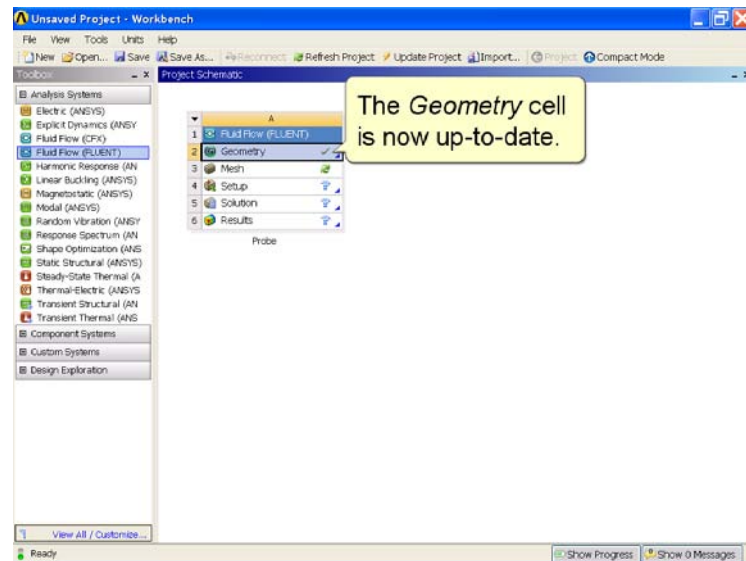 Unsaved Project - Workbench
File View Tools Units Help
New Open... Save Save As... Reconnect Refresh Project Update Project Import... Project Compact Mode
Toolbox
Project Schematic
Analysis Systems
Electric (ANSYS)
Explicit Dynamics (ANSY
Fluid Flow (CFX)
Fluid Flow (FLUENT)
Harmonic Response (AN
Linear Buckling (ANSYS)
Magnetostatic (ANSYS)
Modal (ANSYS)
Random Vibration (ANSY
Response Spectrum (AN
Shape Optimization (ANS
Static Structural (ANSYS)
Steady-State Thermal (A
Thermal-Electric (ANSYS
Transient Structural (AN
Transient Thermal (ANS
Component Systems
Custom Systems
Design Exploration
A
1 Fluid Flow (FLUENT)
2 Geometry
3 Mesh
4 Setup
5 Solution
6 Results
Probe
The Geometry cell
is now up-to-date.
View All / Customize...
Ready
Show Progress Show 0 Messages